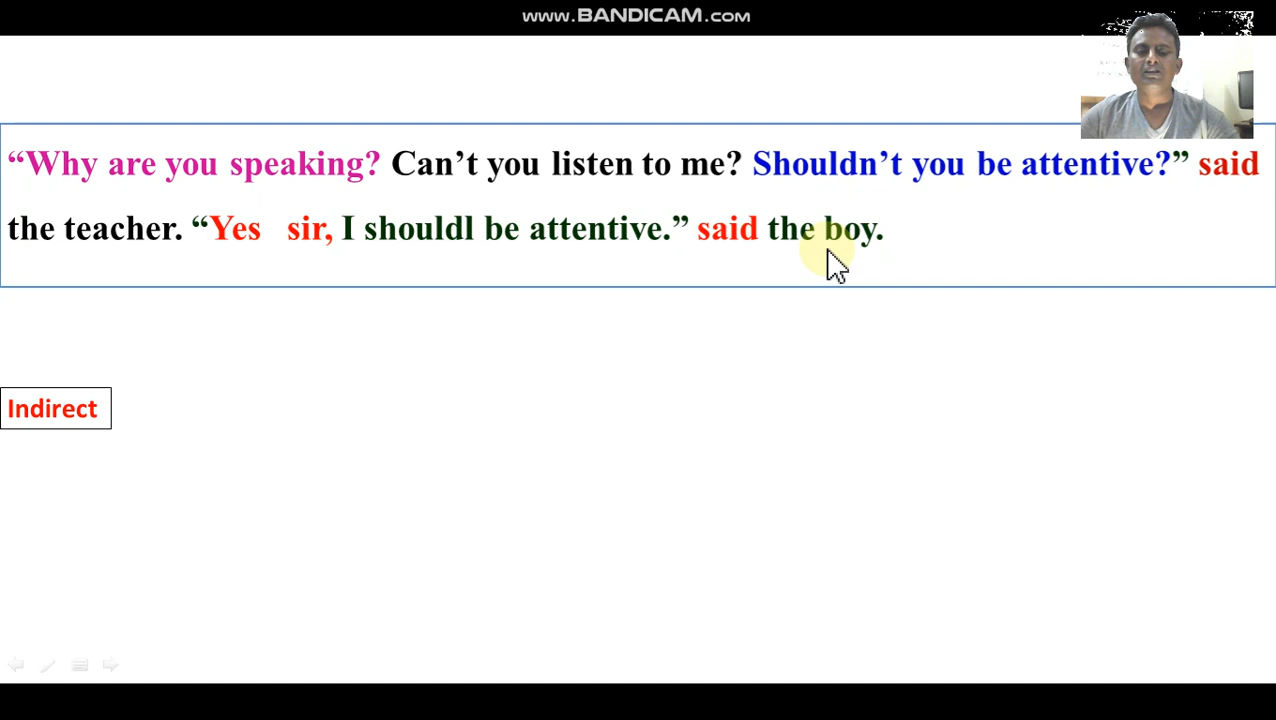 www.BANDICAM.com
“Why are you speaking? Can’t you listen to me? Shouldn’t you be attentive?” said
the teacher. “Yes sir, I shouldl be attentive.” said the boy.
Indirect